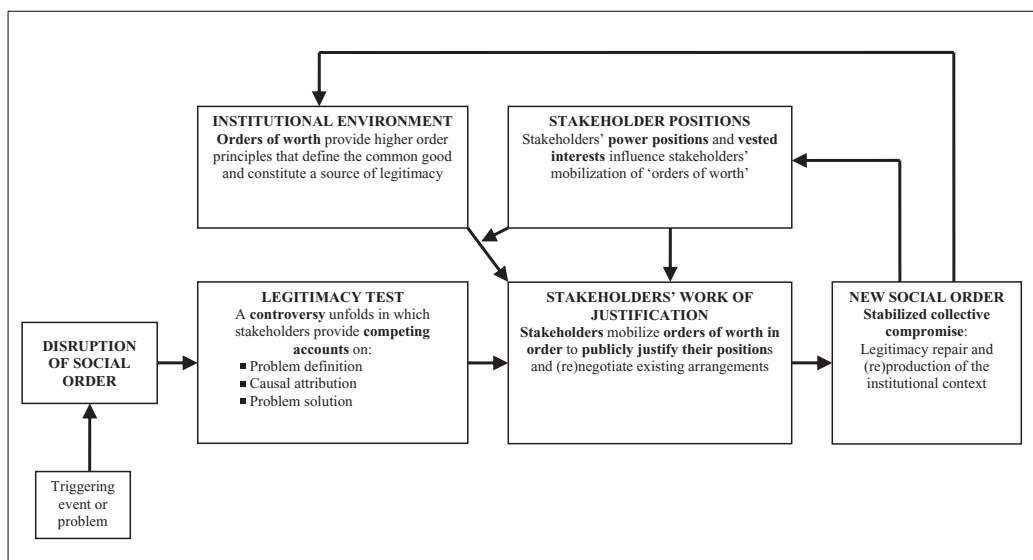 INSTITUTIONAL ENVIRONMENT
Orders of worth provide higher order
principles that define the common good
and constitute a source of legitimacy
STAKEHOLDER POSITIONS
Stakeholders’ power positions and vested
interests influence stakeholders’
mobilization of ‘orders of worth’
DISRUPTION
OF SOCIAL
ORDER
Triggering
event or
problem
LEGITIMACY TEST
A controversy unfolds in which
stakeholders provide competing
accounts on:
▪ Problem definition
▪ Causal attribution
▪ Problem solution
STAKEHOLDERS’ WORK OF
JUSTIFICATION
Stakeholders mobilize orders of worth in
order to publicly justify their positions
and (re)negotiate existing arrangements
NEW SOCIAL ORDER
Stabilized collective
compromise:
Legitimacy repair and
(re)production of the
institutional context